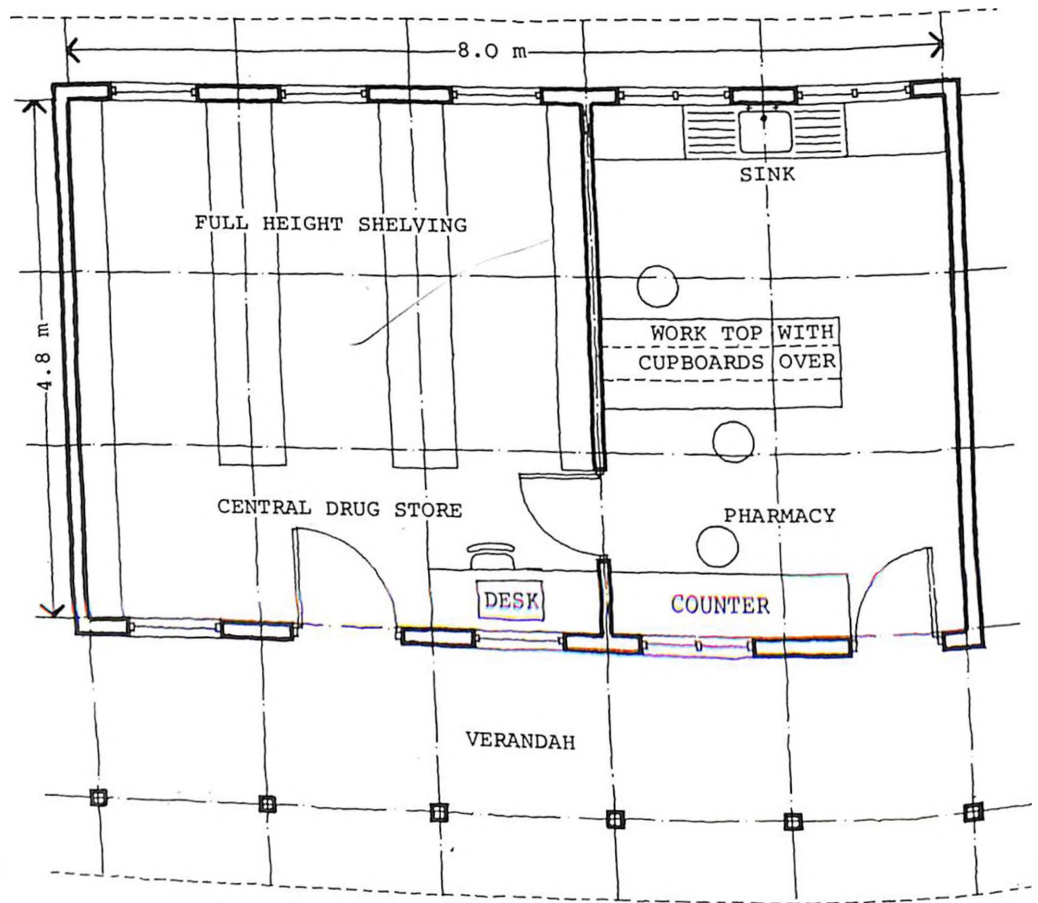 8.0 m
SINK
FULL HEIGHT SHELVING
4.8 m
WORK TOP WITH
CUPBOARDS OVER
CENTRAL DRUG STORE
PHARMACY
DESK
COUNTER
VERANDAH